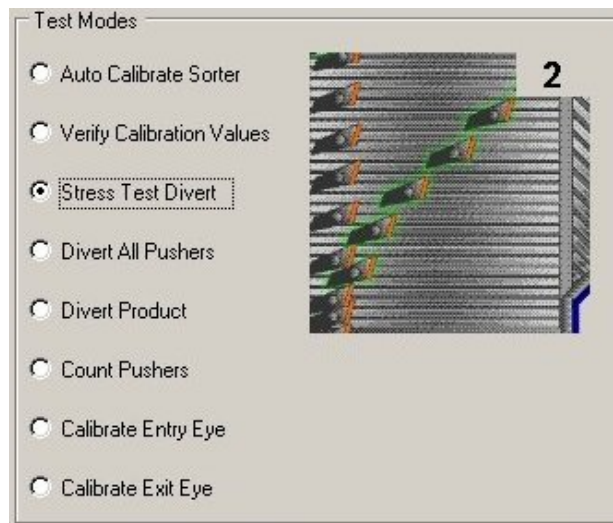 Test Modes
Auto Calibrate Sorter
2
Verify Calibration Values
Stress Test Divert
Divert All Pushers
Divert Product
Count Pushers
Calibrate Entry Eye
Calibrate Exit Eye